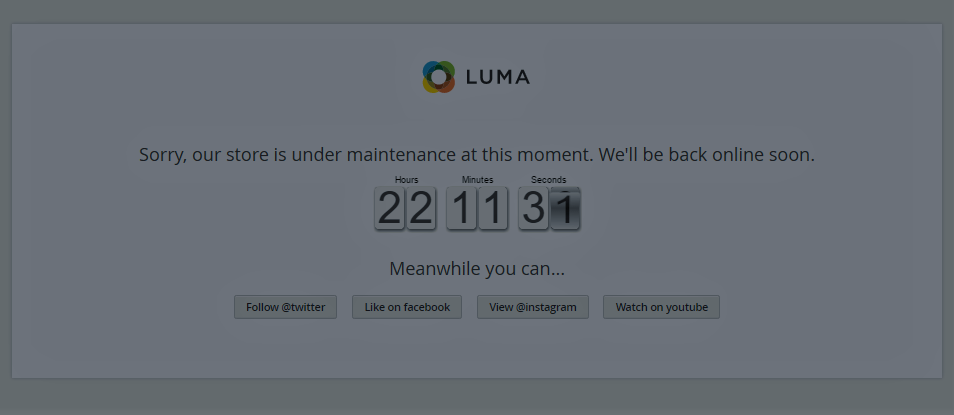 LUMA
Sorry, our store is under maintenance at this moment. We'll be back online soon.
Hours Minutes Seconds
22 11 31
Meanwhile you can...
Follow @twitter Like on facebook View @instagram Watch on youtube